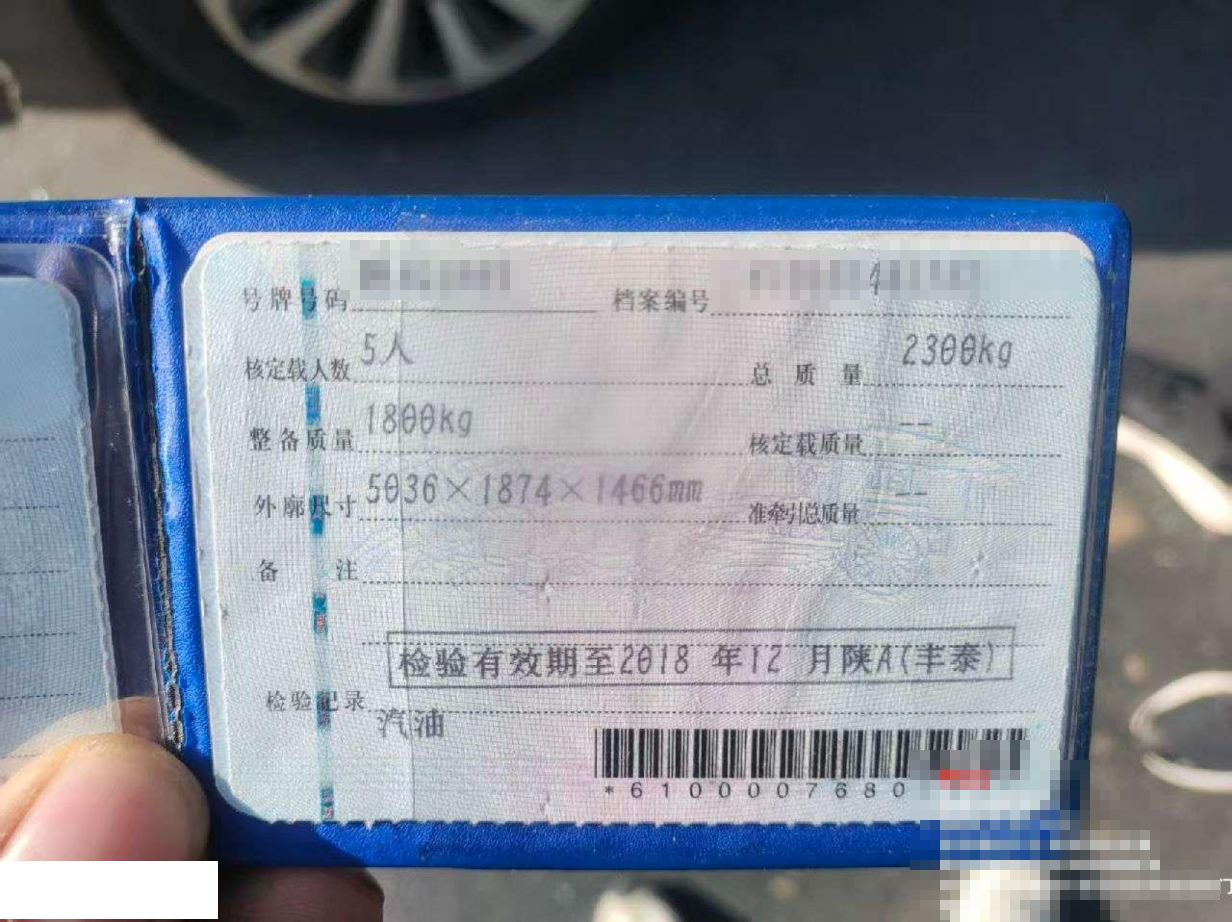 号牌号码 档案编号
核定载人数 5人 总质量 2300kg
整备质量 1800kg 核定载质量 --
外廓尺寸 5036×1874×1466mm 准牵引总质量 --
备注
检验有效期至2018 年12 月陕A(丰泰)
检验记录
汽油
*6100007680